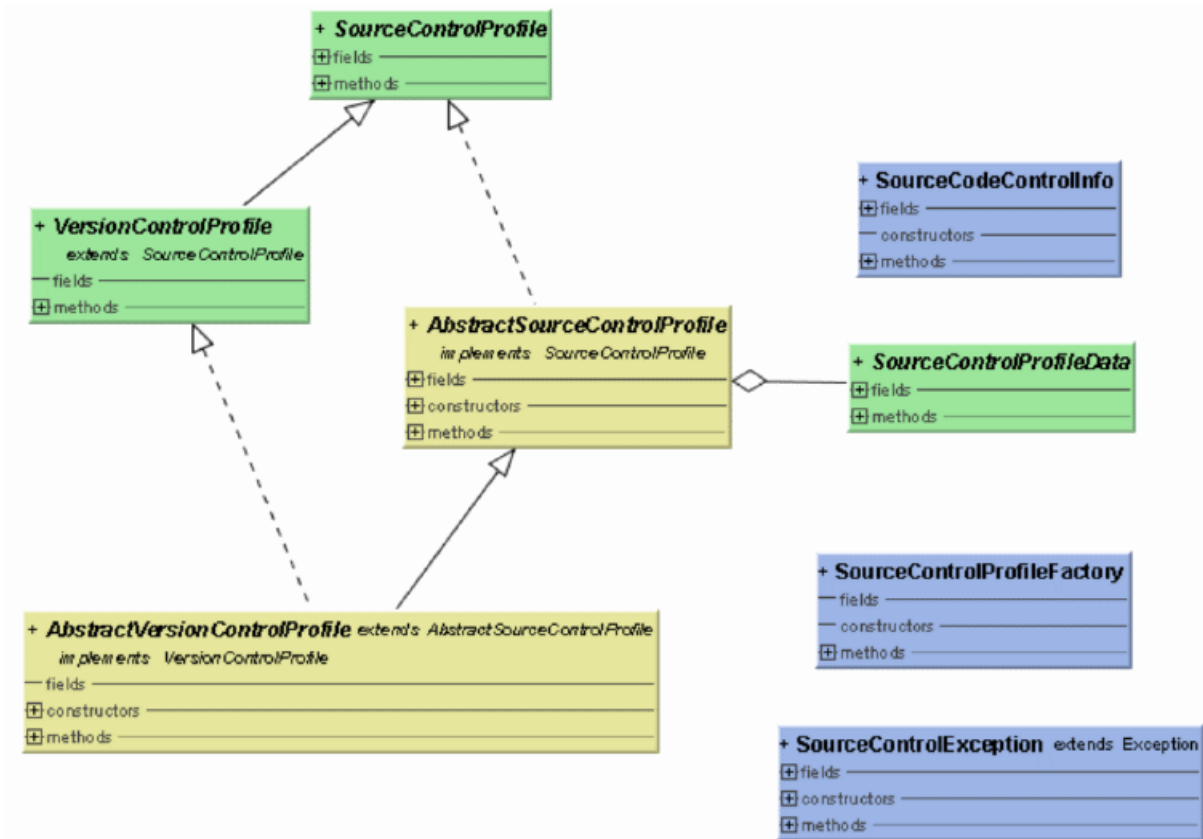 + SourceControlProfile
fields
methods
+ SourceCodeControlInfo
fields
constructors
methods
+ VersionControlProfile
extends SourceControlProfile
fields
methods
+ AbstractSourceControlProfile
implements SourceControlProfile
fields
constructors
methods
+ SourceControlProfileData
fields
methods
+ SourceControlProfileFactory
fields
constructors
methods
+ AbstractVersionControlProfile extends AbstractSourceControlProfile
implements VersionControlProfile
fields
constructors
methods
+ SourceControlException extends Exception
fields
constructors
methods